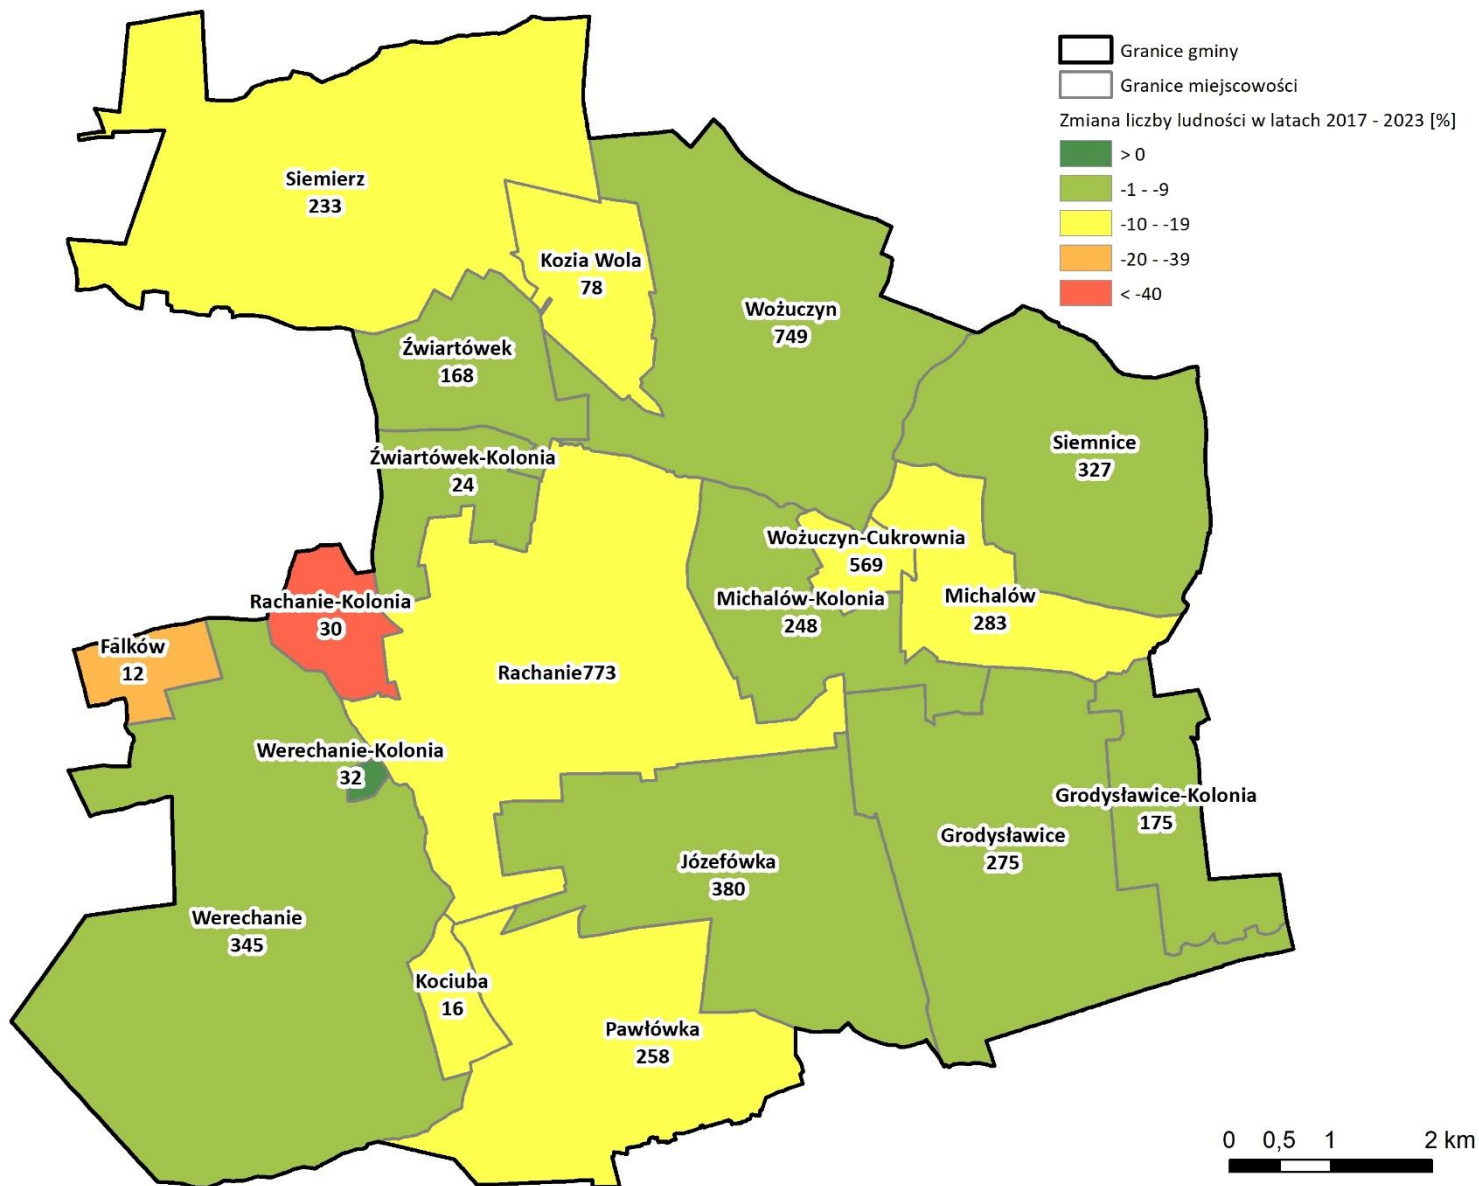 Granice gminy
Granice miejscowości
Zmiana liczby ludności w latach 2017 - 2023 [%]
> 0
-1 - -9
-10 - -19
-20 - -39
< -40
Siemierz
233
Kozia Wola
78
Wożuczyn
749
Źwiartówek
168
Siemnice
327
Źwiartówek-Kolonia
24
Wożuczyn-Cukrownia
569
Rachanie-Kolonia
30
Michalów-Kolonia
248
Michalów
283
Falków
12
Rachanie773
Werechanie-Kolonia
32
Grodysławice-Kolonia
175
Grodysławice
275
Józefówka
380
Werechanie
345
Kociuba
16
Pawłówka
258
0 0,5 1 2 km